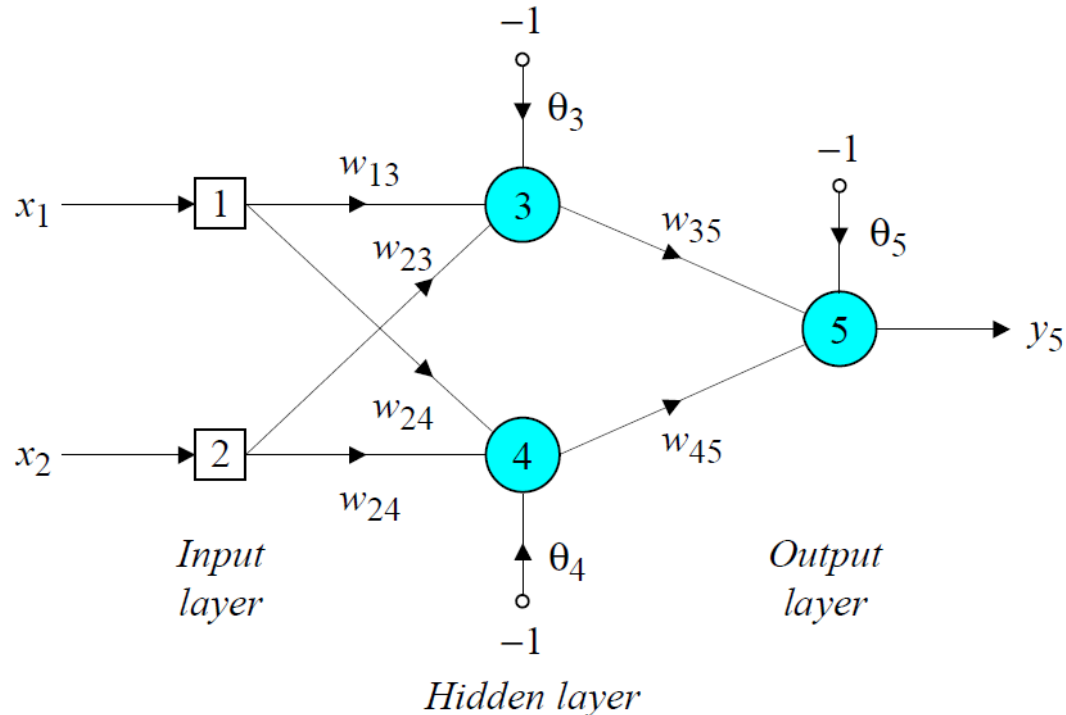 −1
θ3
w13
x1
1
3
−1
w23
w35
θ5
5
y5
w24
x2
2
4
w45
w24
Input
layer
θ4
Output
layer
−1
Hidden layer